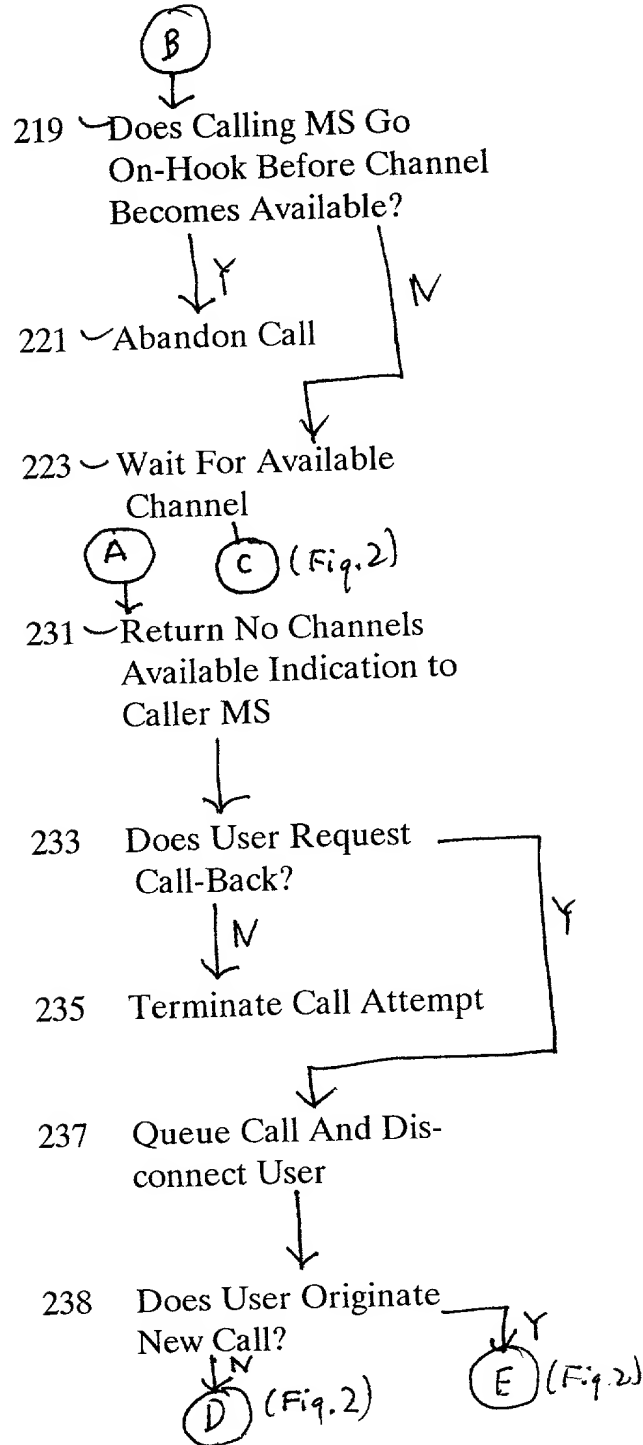 B
219 Does Calling MS Go
On-Hook Before Channel
Becomes Available?
Y
N
221 Abandon Call
223 Wait For Available
Channel
A
C (Fig.2)
231 Return No Channels
Available Indication to
Caller MS
233 Does User Request
Call-Back?
N
Y
235 Terminate Call Attempt
237 Queue Call And Dis-
connect User
238 Does User Originate
New Call?
Y
N
E (Fig.2)
D (Fig.2)